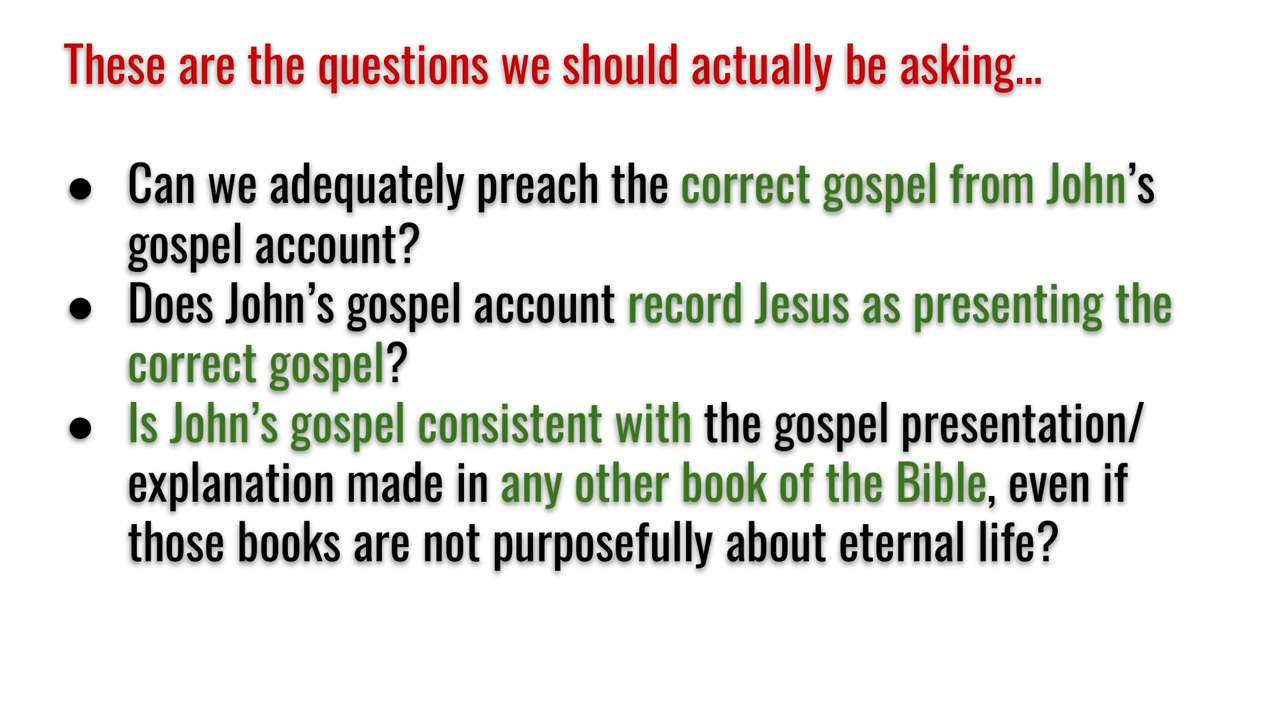 These are the questions we should actually be asking...
● Can we adequately preach the correct gospel from John's
gospel account?
● Does John's gospel account record Jesus as presenting the
correct gospel?
● Is John's gospel consistent with the gospel presentation/
explanation made in any other book of the Bible, even if
those books are not purposefully about eternal life?